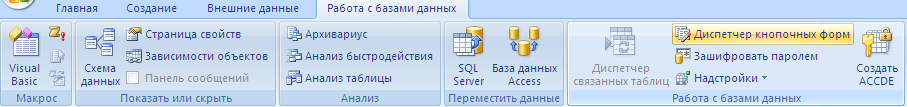 Главная Создание Внешние данные Работа с базами данных
Visual Basic
Макрос
Схема данных
Страница свойств
Зависимости объектов
Панель сообщений
Показать или скрыть
Архивариус
Анализ быстродействия
Анализ таблицы
Анализ
SQL Server
База данных Access
Переместить данные
Диспетчер связанных таблиц
Диспетчер кнопочных форм
Зашифровать паролем
Надстройки
Создать ACCDE
Работа с базами данных